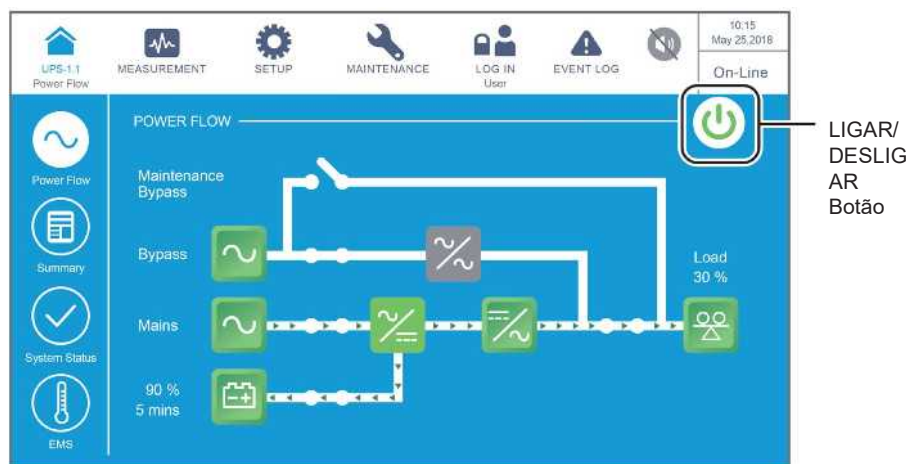 UPS-1.1
Power Flow
MEASUREMENT
SETUP
MAINTENANCE
LOG IN
User
EVENT LOG
10:15
May 25,2018
On-Line
Power Flow
Summary
System Status
EMS
POWER FLOW
Maintenance
Bypass
Bypass
Mains
90 %
5 mins
Load
30 %
LIGAR/
DESLIG
AR
Botão